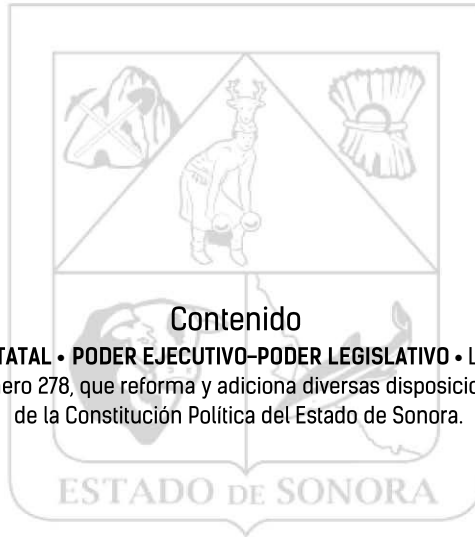 Contenido
TATAL • PODER EJECUTIVO-PODER LEGISLATIVO • L
ero 278, que reforma y adiciona diversas disposicio
de la Constitución Política del Estado de Sonora.
ESTADO DE SONORA